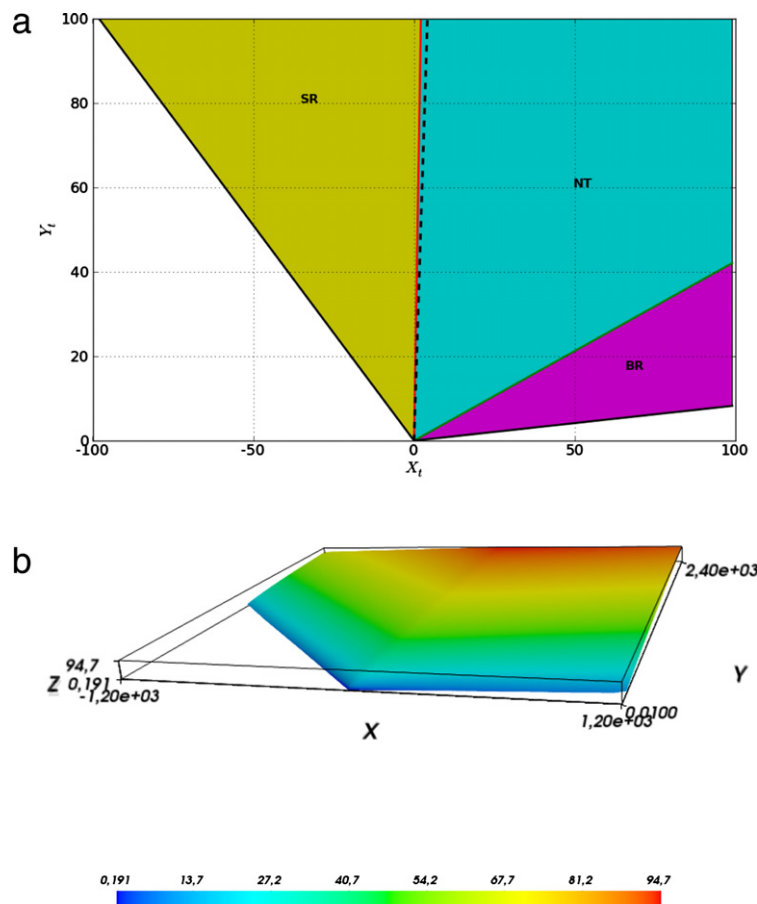 a
100
80
60
40
20
0
Y_t
SR
NT
BR
-100
-50
0
50
100
X_t
b
94,7
Z 0,191
-1,20e+03
X
2,40e+03
Y
0,0100
1,20e+03
0,191 13,7 27,2 40,7 54,2 67,7 81,2 94,7